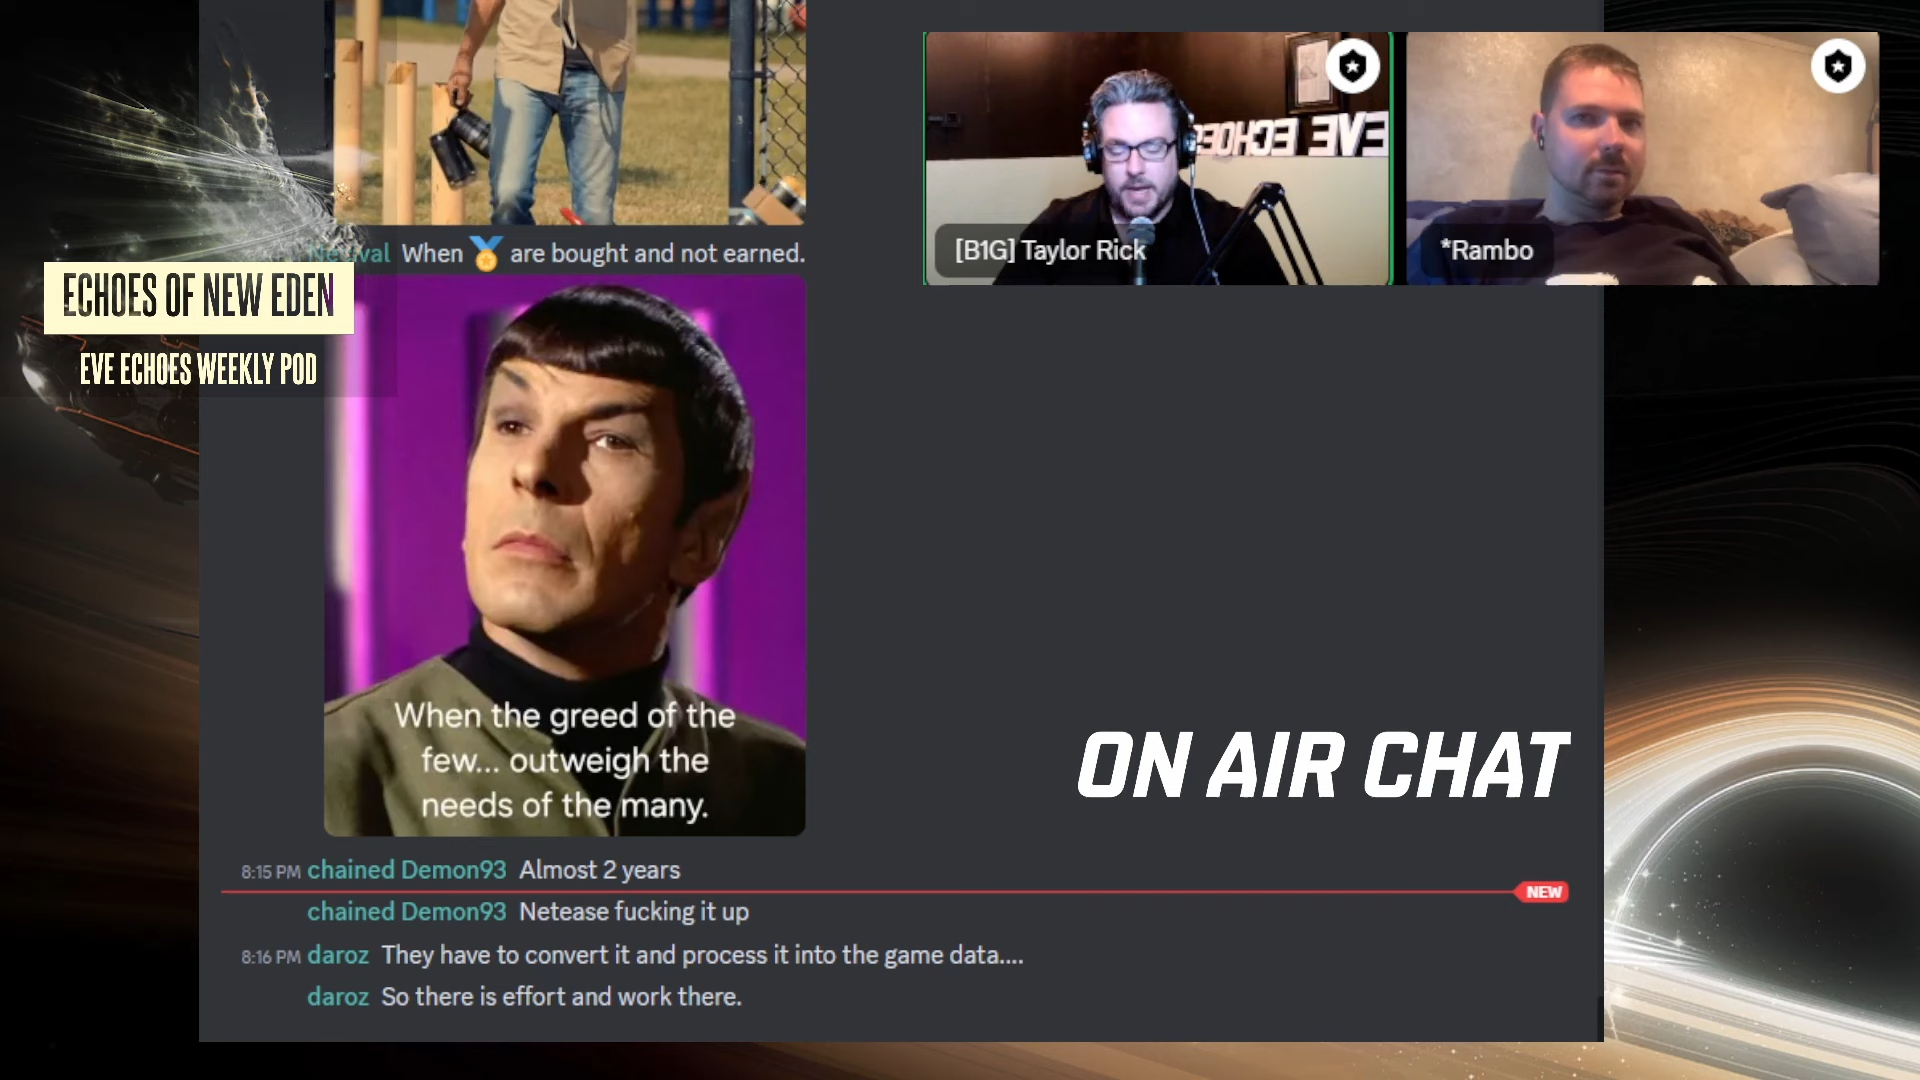 EVE ECHOES
[B1G] Taylor Rick
*Rambo
When 🏅 are bought and not earned.
ECHOES OF NEW EDEN
EVE ECHOES WEEKLY POD
When the greed of the
few... outweigh the
needs of the many.
ON AIR CHAT
8:15 PM chained Demon93 Almost 2 years
NEW
chained Demon93 Netease fucking it up
8:16 PM daroz They have to convert it and process it into the game data....
daroz So there is effort and work there.